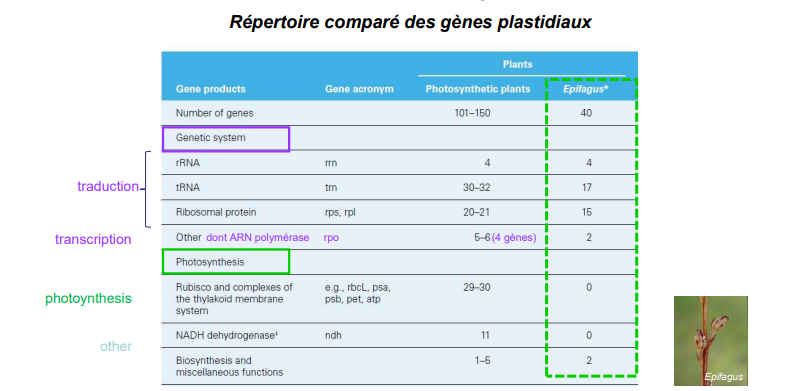 Répertoire comparé des gènes plastidiaux
Plants
Gene products Gene acronym Photosynthetic plants Epifagus*
Number of genes 101–150 40
Genetic system
rRNA rrn 4 4
traduction
tRNA trn 30–32 17
Ribosomal protein rps, rpl 20–21 15
transcription
Other dont ARN polymérase rpo 5–6 (4 gènes) 2
Photosynthesis
photoynthesis
Rubisco and complexes of e.g., rbcL, psa, 29–30 0
the thylakoid membrane psb, pet, atp
system
NADH dehydrogenase‡ ndh 11 0
other
Biosynthesis and 1–5 2
miscellaneous functions
Epifagus